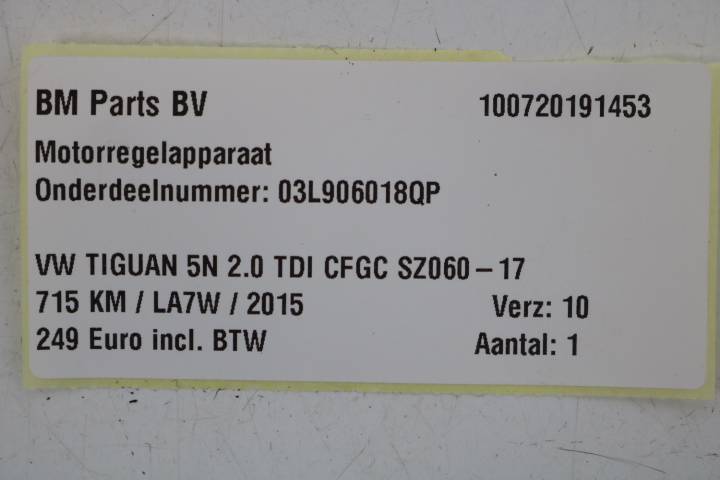 BM Parts BV 100720191453
Motorregelapparaat
Onderdeelnummer: 03L906018QP
VW TIGUAN 5N 2.0 TDI CFGC SZ060-17
715 KM / LA7W / 2015 Verz: 10
249 Euro incl. BTW Aantal: 1